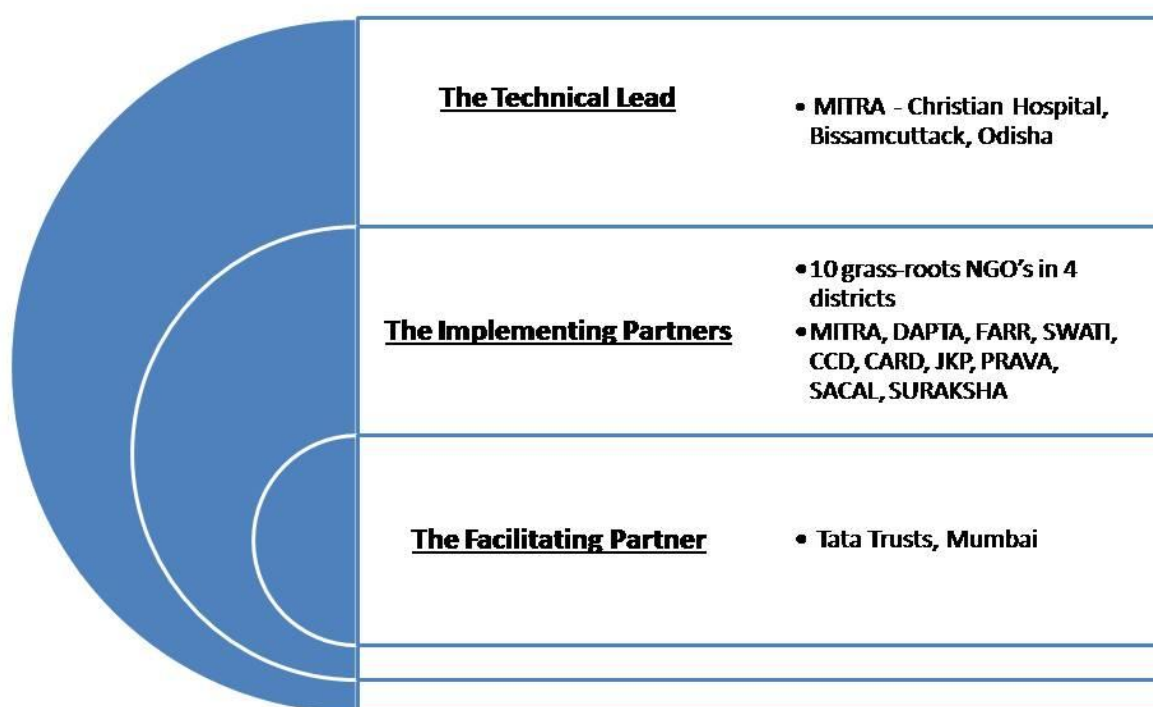 The Technical Lead
• MITRA - Christian Hospital,
Bissamcuttack, Odisha
The Implementing Partners
• 10 grass-roots NGO's in 4
districts
• MITRA, DAPTA, FARR, SWATI,
CCD, CARD, JKP, PRAVA,
SACAL, SURAKSHA
The Facilitating Partner
• Tata Trusts, Mumbai